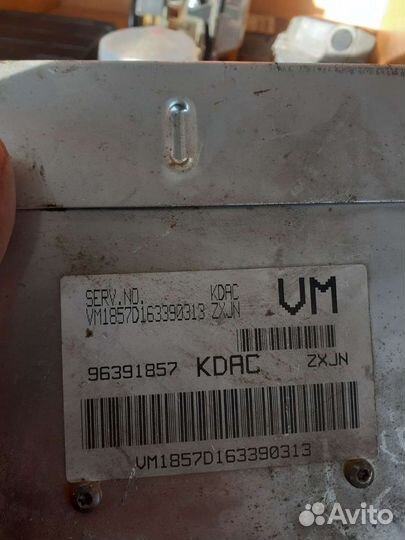 SERV.NO. KDAC VM
VM1857D163390313 ZXJN
96391857 KDAC ZXJN
VM1857D163390313
Avito